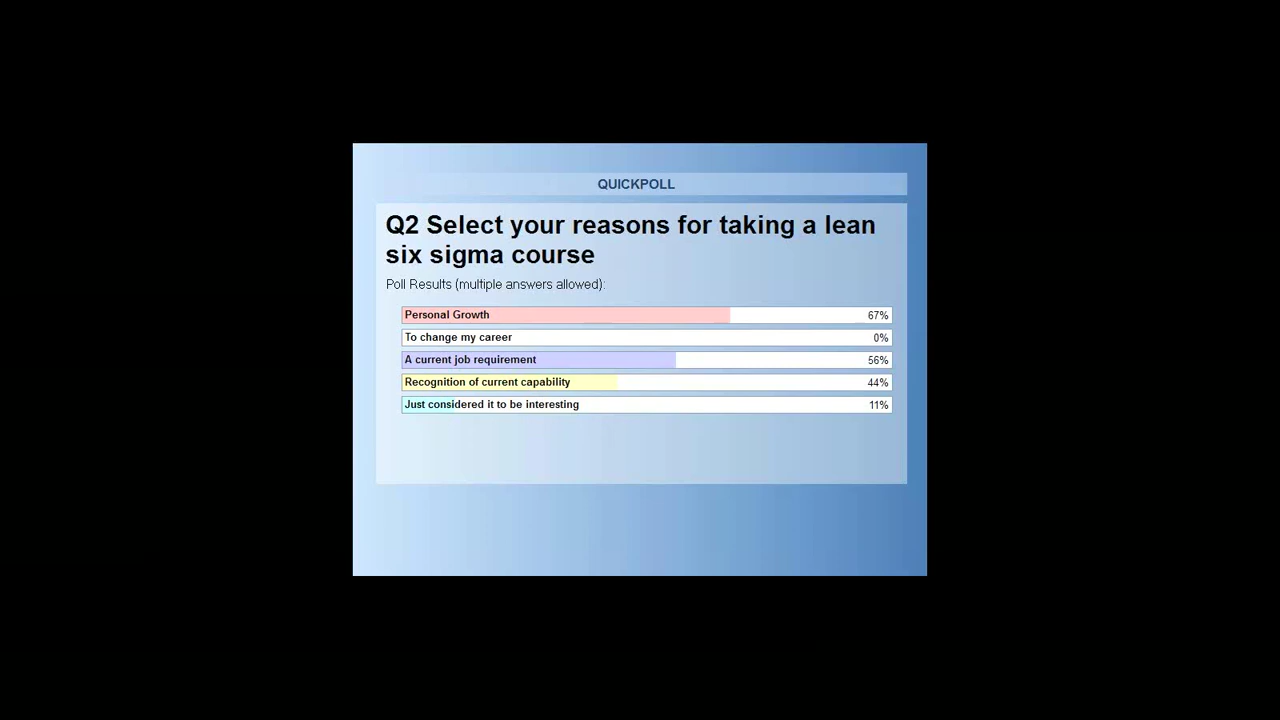 QUICKPOLL
Q2 Select your reasons for taking a lean
six sigma course
Poll Results (multiple answers allowed):
Personal Growth 67%
To change my career 0%
A current job requirement 56%
Recognition of current capability 44%
Just considered it to be interesting 11%